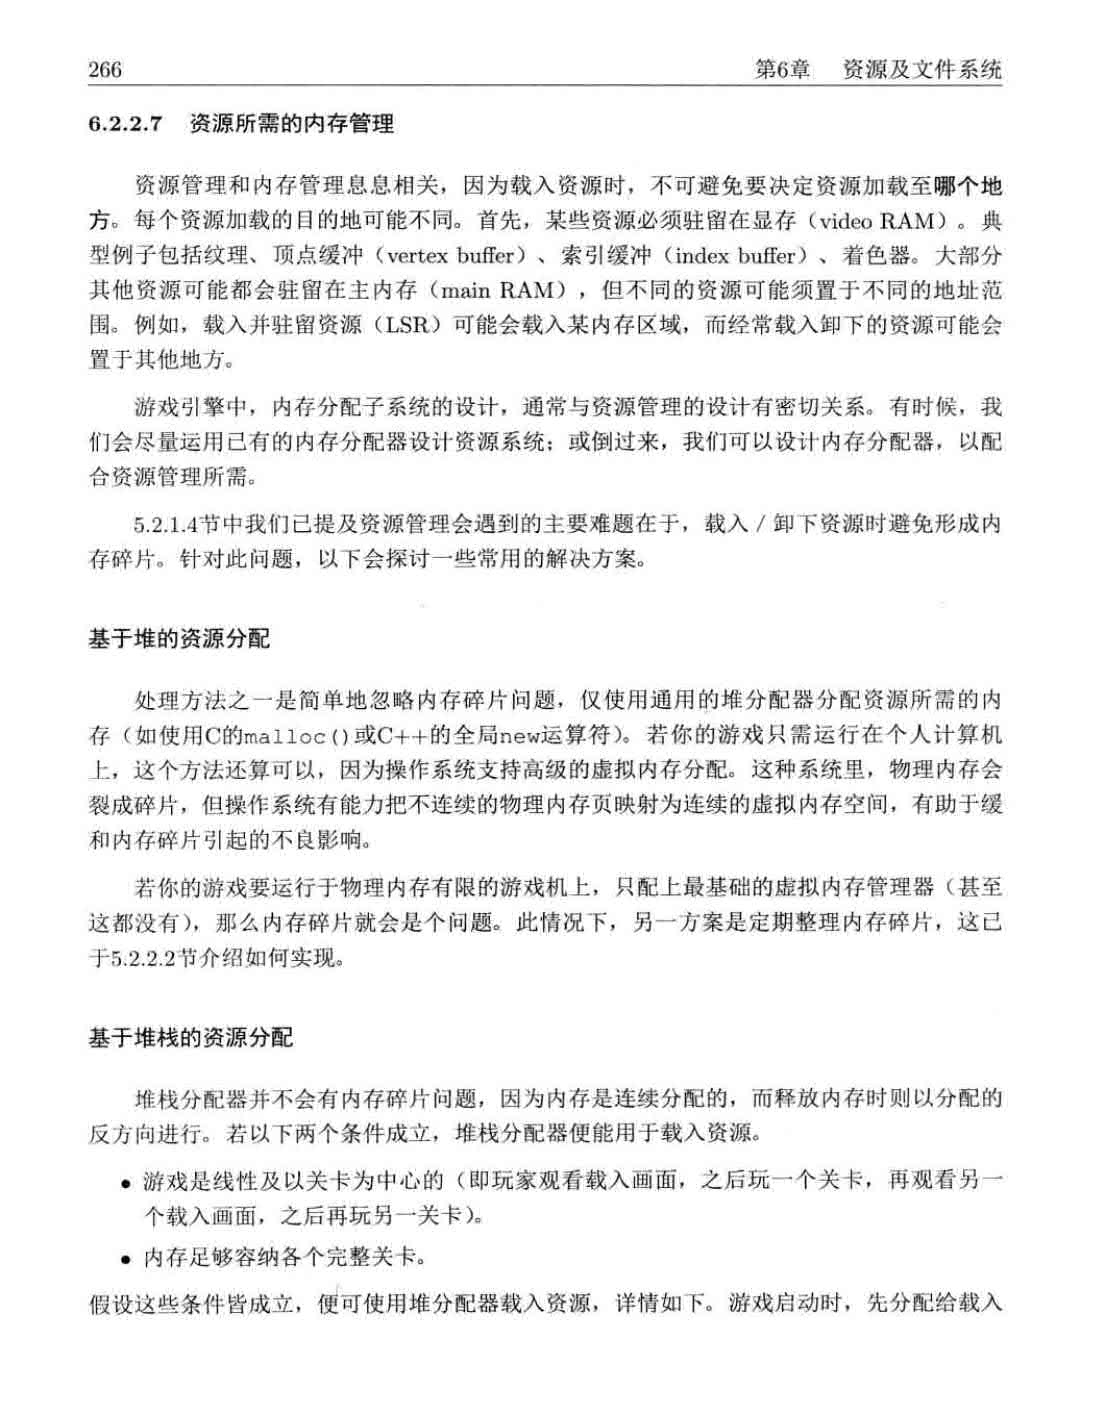 266 第6章 资源及文件系统
6.2.2.7 资源所需的内存管理
资源管理和内存管理息息相关，因为载入资源时，不可避免要决定资源加载至哪个地
方。每个资源加载的目的地可能不同。首先，某些资源必须驻留在显存（video RAM）。典
型例子包括纹理、顶点缓冲（vertex buffer）、索引缓冲（index buffer）、着色器。大部分
其他资源可能都会驻留在主内存（main RAM），但不同的资源可能须置于不同的地址范
围。例如，载入并驻留资源（LSR）可能会载入某内存区域，而经常载入卸下的资源可能会
置于其他地方。
游戏引擎中，内存分配子系统的设计，通常与资源管理的设计有密切关系。有时候，我
们会尽量运用已有的内存分配器设计资源系统；或倒过来，我们可以设计内存分配器，以配
合资源管理所需。
5.2.1.4节中我们已提及资源管理会遇到的主要难题在于，载入／卸下资源时避免形成内
存碎片。针对此问题，以下会探讨一些常用的解决方案。
基于堆的资源分配
处理方法之一是简单地忽略内存碎片问题，仅使用通用的堆分配器分配资源所需的内
存（如使用C的malloc()或C++的全局new运算符）。若你的游戏只需运行在个人计算机
上，这个方法还算可以，因为操作系统支持高级的虚拟内存分配。这种系统里，物理内存会
裂成碎片，但操作系统有能力把不连续的物理内存页映射为连续的虚拟内存空间，有助于缓
和内存碎片引起的不良影响。
若你的游戏要运行于物理内存有限的游戏机上，只配上最基础的虚拟内存管理器（甚至
这都没有），那么内存碎片就会是个问题。此情况下，另一方案是定期整理内存碎片，这已
于5.2.2.2节介绍如何实现。
基于堆栈的资源分配
堆栈分配器并不会有内存碎片问题，因为内存是连续分配的，而释放内存时则以分配的
反方向进行。若以下两个条件成立，堆栈分配器便能用于载入资源。
● 游戏是线性及以关卡为中心的（即玩家观看载入画面，之后玩一个关卡，再观看另一
个载入画面，之后再玩另一关卡）。
● 内存足够容纳各个完整关卡。
假设这些条件皆成立，便可使用堆分配器载入资源，详情如下。游戏启动时，先分配给载入